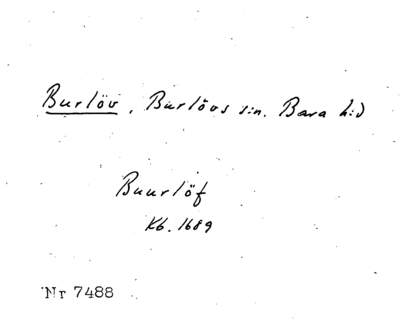 Burlöv, Burlövs sn. Bara hd
Buurlöf
Kb. 1689
Nr 7488